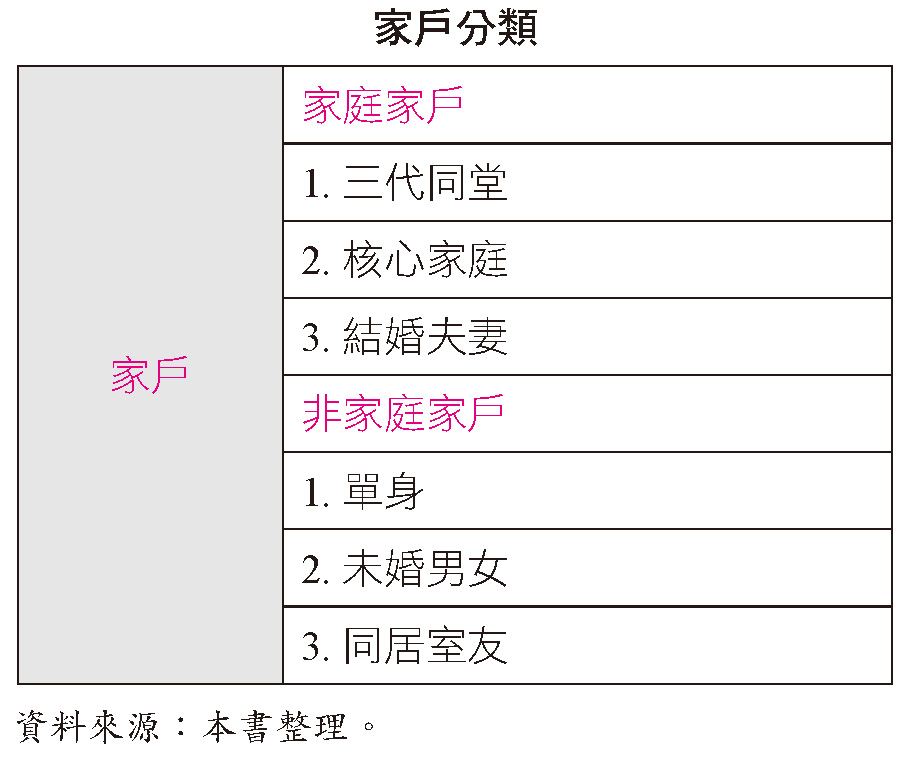 家戶分類
家戶
家庭家戶
1. 三代同堂
2. 核心家庭
3. 結婚夫妻
非家庭家戶
1. 單身
2. 未婚男女
3. 同居室友
資料來源：本書整理。